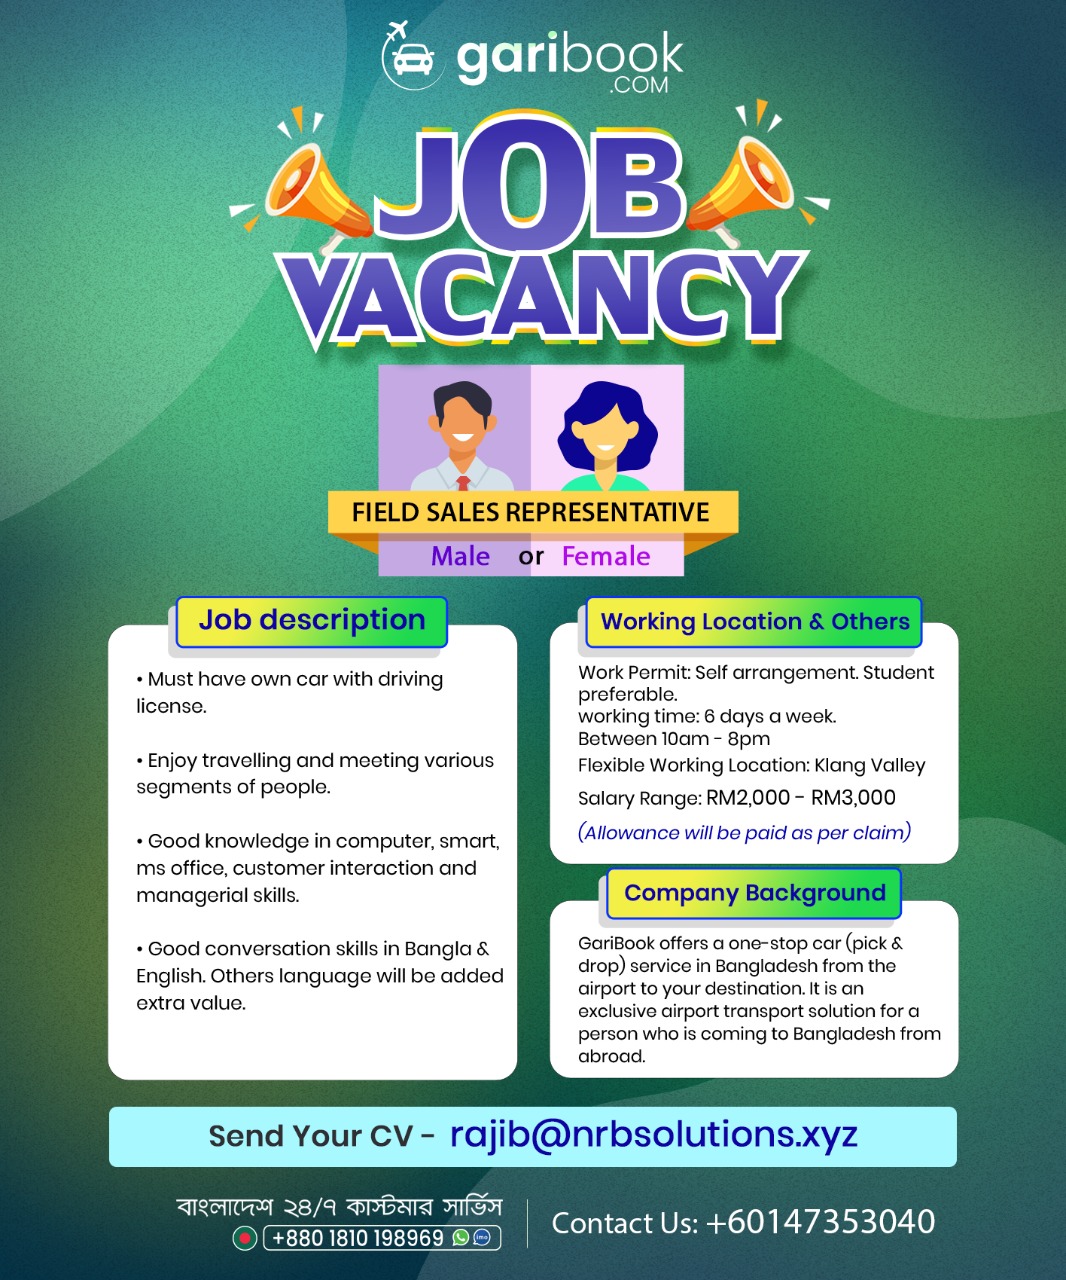 garibook
.COM
JOB
VACANCY
FIELD SALES REPRESENTATIVE
Male or Female
Job description
• Must have own car with driving
license.
• Enjoy travelling and meeting various
segments of people.
• Good knowledge in computer, smart,
ms office, customer interaction and
managerial skills.
• Good conversation skills in Bangla &
English. Others language will be added
extra value.
Working Location & Others
Work Permit: Self arrangement. Student
preferable.
working time: 6 days a week.
Between 10am - 8pm
Flexible Working Location: Klang Valley
Salary Range: RM2,000 - RM3,000
(Allowance will be paid as per claim)
Company Background
GariBook offers a one-stop car (pick &
drop) service in Bangladesh from the
airport to your destination. It is an
exclusive airport transport solution for a
person who is coming to Bangladesh from
abroad.
Send Your CV - rajib@nrbsolutions.xyz
বাংলাদেশ ২৪/৭ কাস্টমার সার্ভিস
+880 1810 198969 imo
Contact Us: +60147353040